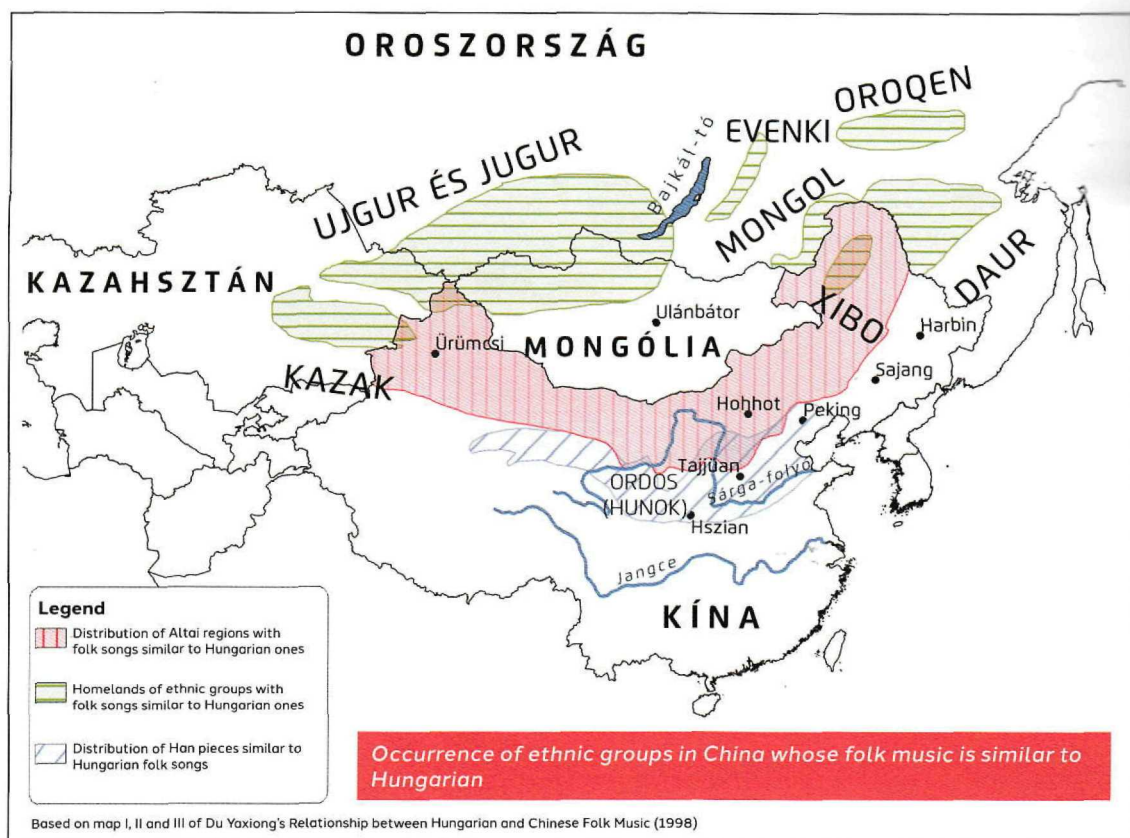 OROSZORSZÁG
OROQEN
EVENKI
Bajkál-tó
UJGUR ÉS JUGUR
MONGOL
DAUR
KAZAHSZTÁN
XIBO
Ulánbátor
Harbin
MONGÓLIA
Ürümcsi
Sajang
KAZAK
Hohhot
Peking
Tajjüan
ORDOS
(HUNOK)
Sárga-folyó
Hszian
Jangce
KÍNA
Legend
Distribution of Altai regions with
folk songs similar to Hungarian ones
Homelands of ethnic groups with
folk songs similar to Hungarian ones
Distribution of Han pieces similar to
Hungarian folk songs
Occurrence of ethnic groups in China whose folk music is similar to
Hungarian
Based on map I, II and III of Du Yaxiong's Relationship between Hungarian and Chinese Folk Music (1998)